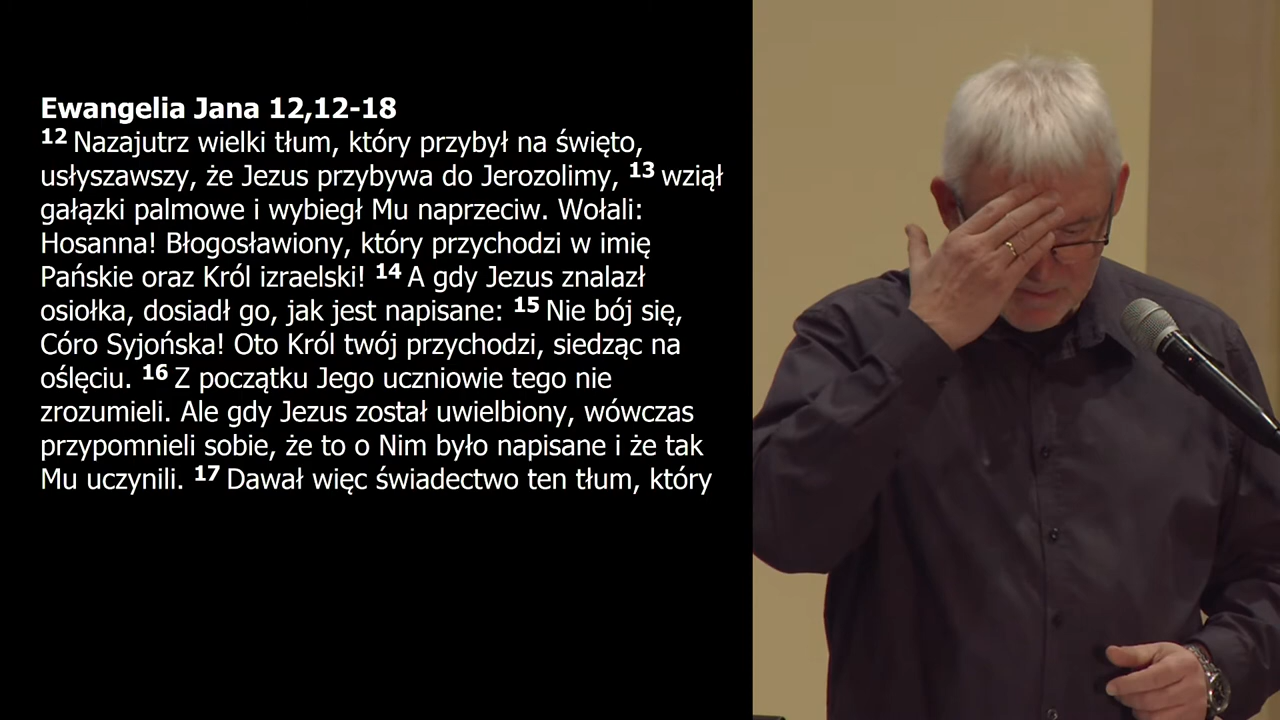 Ewangelia Jana 12,12-18
12 Nazajutrz wielki tłum, który przybył na święto,
usłyszawszy, że Jezus przybywa do Jerozolimy, 13 wziął
gałązki palmowe i wybiegł Mu naprzeciw. Wołali:
Hosanna! Błogosławiony, który przychodzi w imię
Pańskie oraz Król izraelski! 14 A gdy Jezus znalazł
osiołka, dosiadł go, jak jest napisane: 15 Nie bój się,
Córo Syjońska! Oto Król twój przychodzi, siedząc na
oślęciu. 16 Z początku Jego uczniowie tego nie
zrozumieli. Ale gdy Jezus został uwielbiony, wówczas
przypomnieli sobie, że to o Nim było napisane i że tak
Mu uczynili. 17 Dawał więc świadectwo ten tłum, który